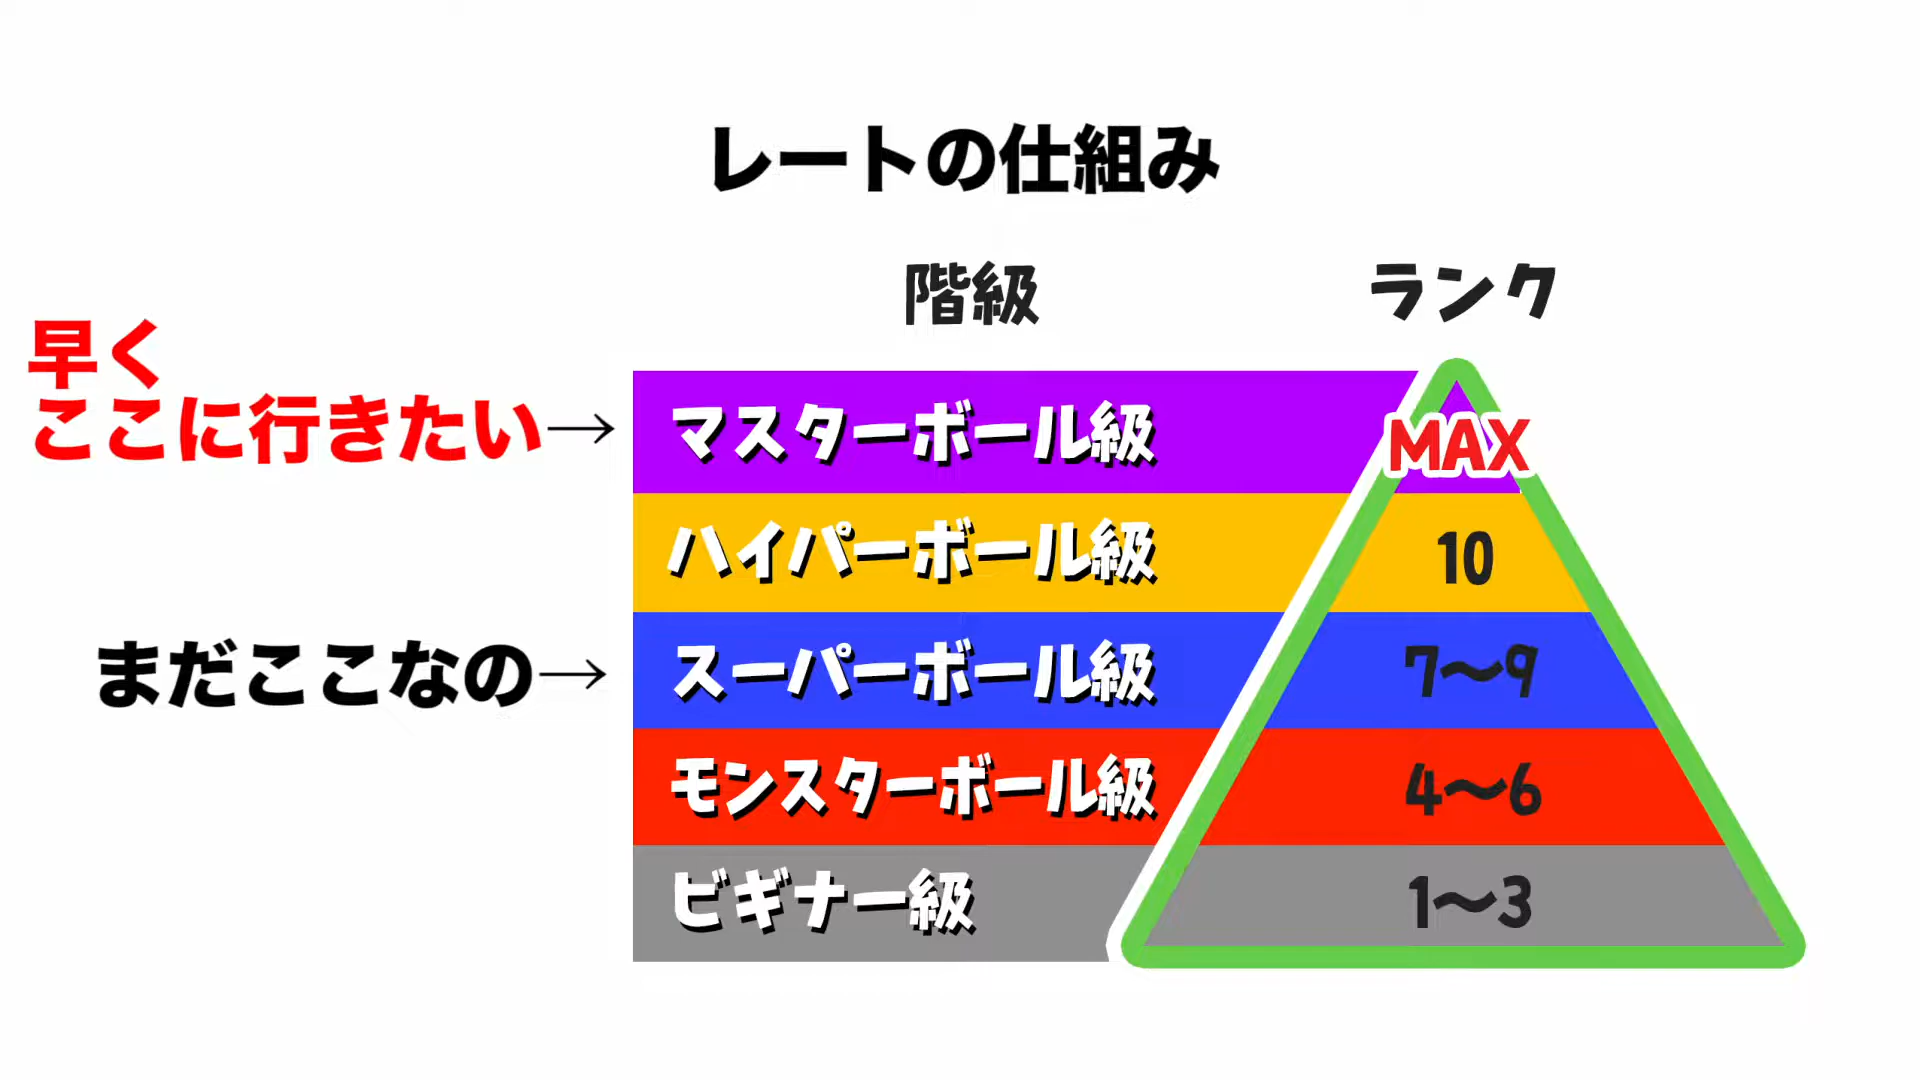 レートの仕組み
階級 ランク
早く
ここに行きたい→ マスターボール級 MAX
ハイパーボール級 10
まだここなの→ スーパーボール級 7〜9
モンスターボール級 4〜6
ビギナー級 1〜3